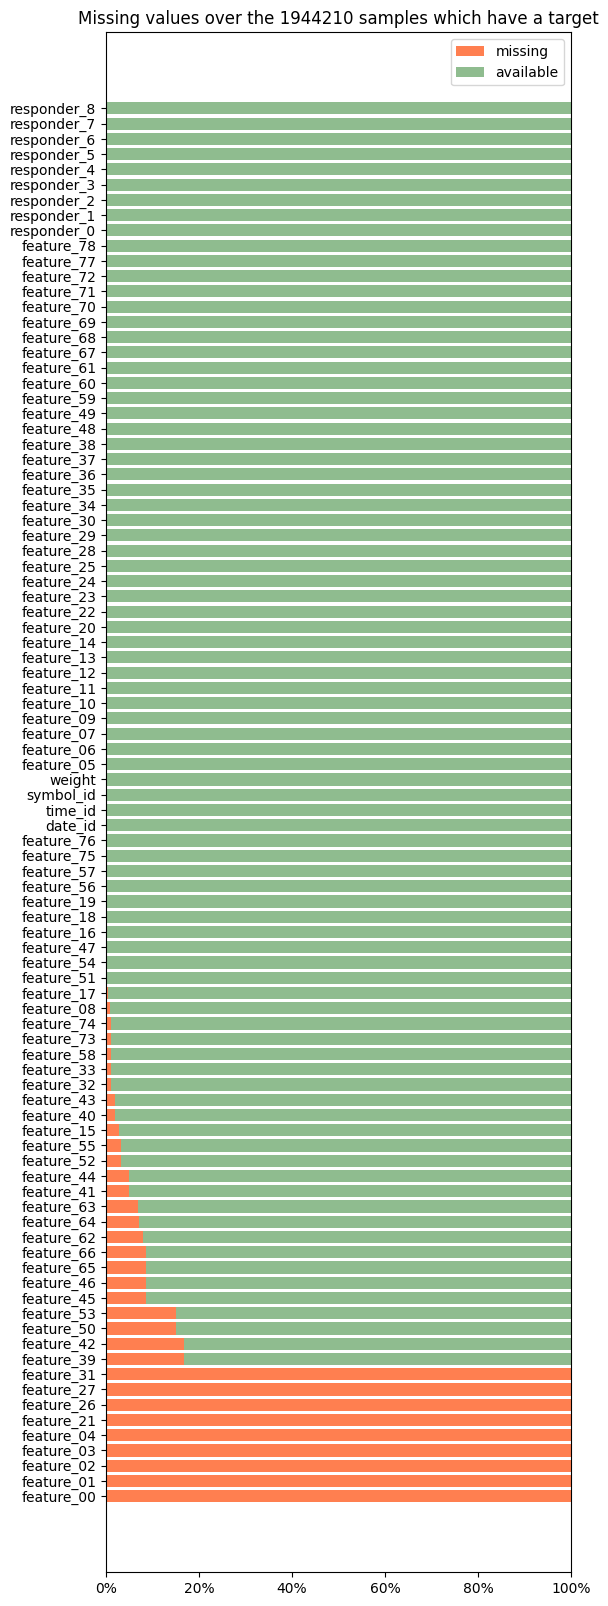 Missing values over the 1944210 samples which have a target
missing
available
responder_8
responder_7
responder_6
responder_5
responder_4
responder_3
responder_2
responder_1
responder_0
feature_78
feature_77
feature_72
feature_71
feature_70
feature_69
feature_68
feature_67
feature_61
feature_60
feature_59
feature_49
feature_48
feature_38
feature_37
feature_36
feature_35
feature_34
feature_30
feature_29
feature_28
feature_25
feature_24
feature_23
feature_22
feature_20
feature_14
feature_13
feature_12
feature_11
feature_10
feature_09
feature_07
feature_06
feature_05
weight
symbol_id
time_id
date_id
feature_76
feature_75
feature_57
feature_56
feature_19
feature_18
feature_16
feature_47
feature_54
feature_51
feature_17
feature_08
feature_74
feature_73
feature_58
feature_33
feature_32
feature_43
feature_40
feature_15
feature_55
feature_52
feature_44
feature_41
feature_63
feature_64
feature_62
feature_66
feature_65
feature_46
feature_45
feature_53
feature_50
feature_42
feature_39
feature_31
feature_27
feature_26
feature_21
feature_04
feature_03
feature_02
feature_01
feature_00
0% 20% 40% 60% 80% 100%